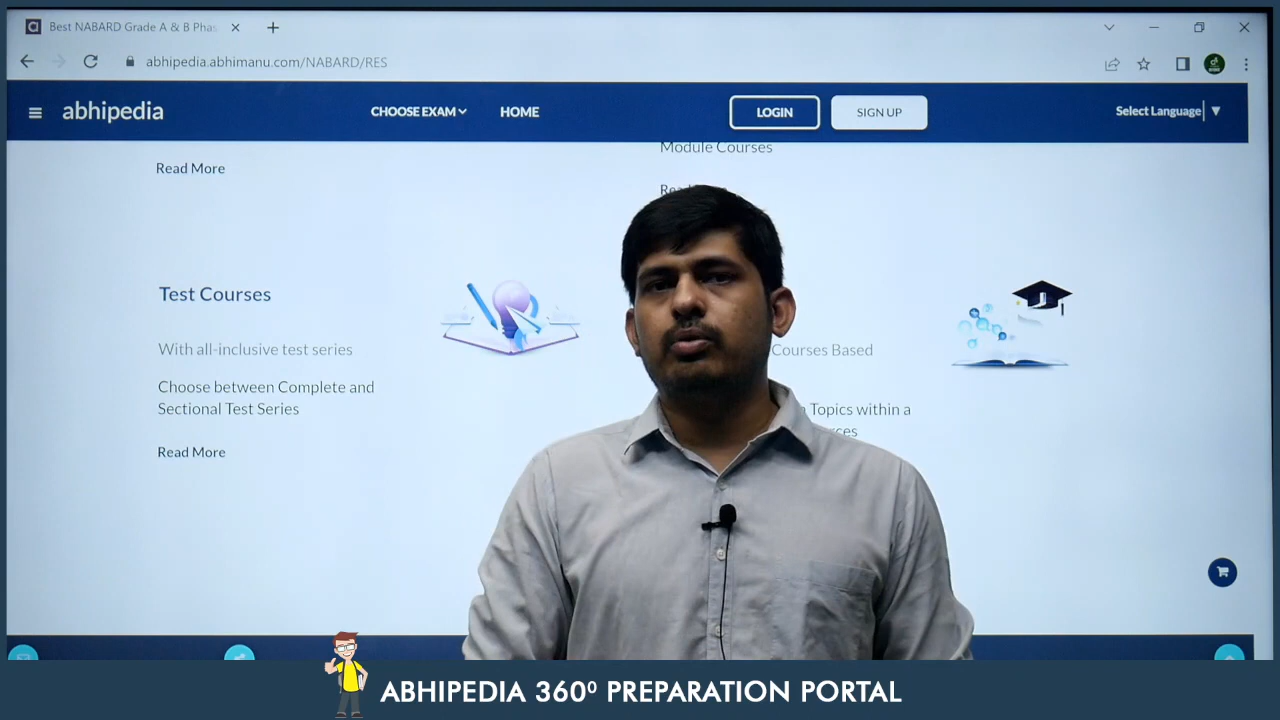 Best NABARD Grade A & B Phas
abhipedia.abhimanu.com/NABARD/RES
abhipedia
CHOOSE EXAM
HOME
LOGIN
SIGN UP
Select Language
Module Courses
Read More
Test Courses
With all-inclusive test series
Courses Based
Choose between Complete and
Sectional Test Series
Topics within a
Read More
ABHIPEDIA 360⁰ PREPARATION PORTAL